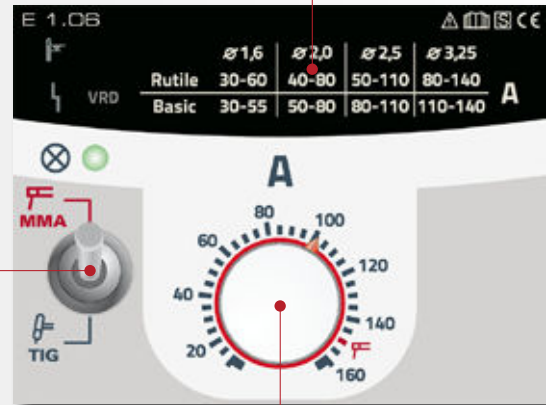 E 1.06
S CE
ø1,6 ø2,0 ø2,5 ø3,25
Rutile 30-60 40-80 50-110 80-140 A
VRD
Basic 30-55 50-80 80-110 110-140
A
MMA
TIG
20
40
60
80
100
120
140
160